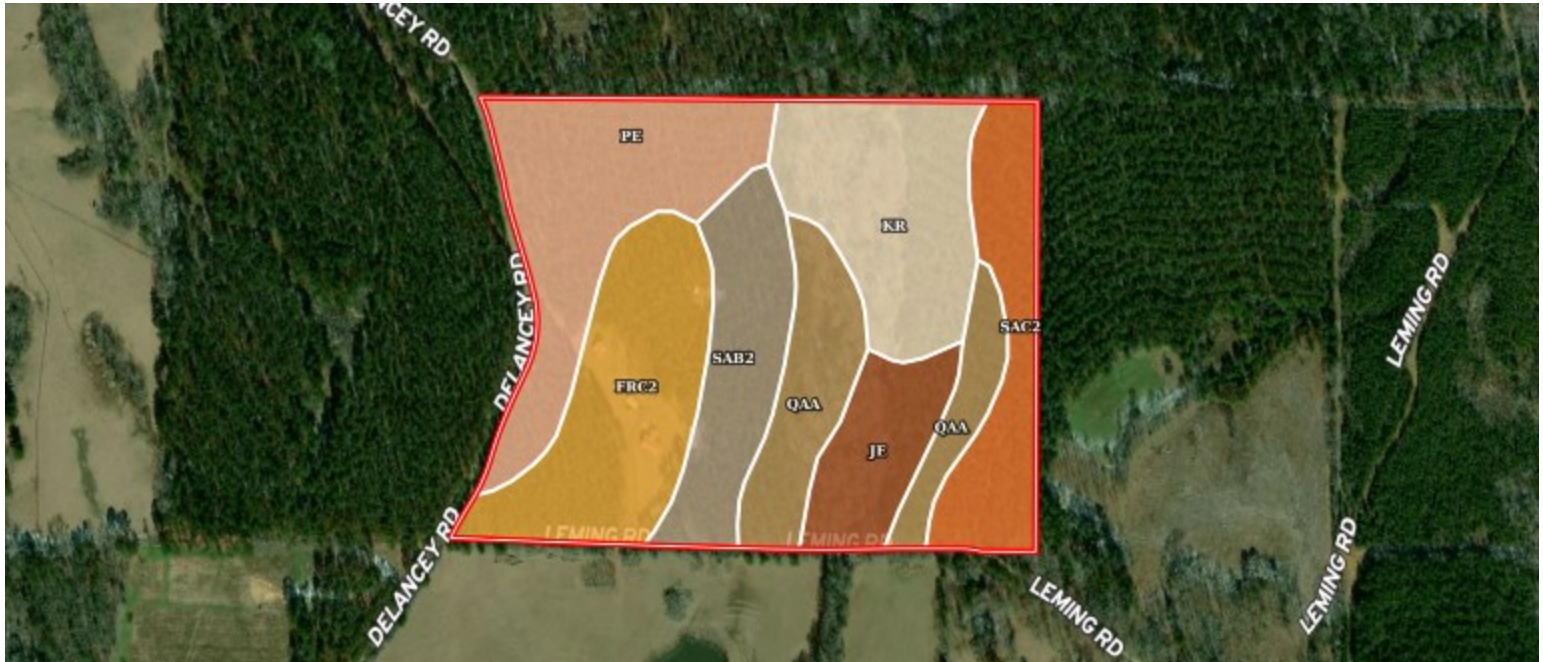 NCEY RD
PE
KR
DELANCEY RD
SAC2
SAB2
FRC2
QAA
QAA
JE
LEMING RD
DELANCEY RD
LEMING RD
LEMING RD
LEMING RD
LEMING RD